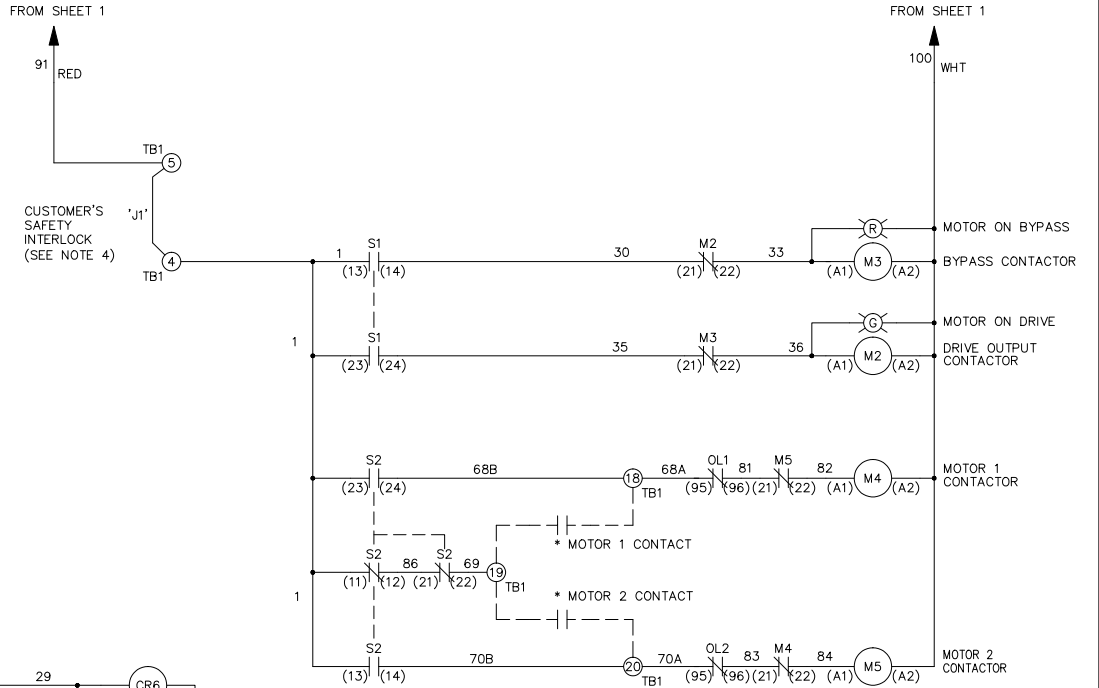 FROM SHEET 1
FROM SHEET 1
91
RED
100
WHT
TB1
5
CUSTOMER'S
SAFETY
INTERLOCK
(SEE NOTE 4)
'J1'
4
TB1
1
S1
(13) (14)
30
M2
(21) (22)
33
R
MOTOR ON BYPASS
(A1) M3 (A2)
BYPASS CONTACTOR
1
S1
(23) (24)
35
M3
(21) (22)
36
G
MOTOR ON DRIVE
(A1) M2 (A2)
DRIVE OUTPUT
CONTACTOR
S2
(23) (24)
68B
18
TB1
68A
OL1
(95) (96)
81
M5
(21) (22)
82
(A1) M4 (A2)
MOTOR 1
CONTACTOR
* MOTOR 1 CONTACT
S2
(11) (12)
86
S2
(21) (22)
69
19
TB1
1
* MOTOR 2 CONTACT
S2
(13) (14)
70B
20
TB1
70A
OL2
(95) (96)
83
M4
(21) (22)
84
(A1) M5 (A2)
MOTOR 2
CONTACTOR
29
CR6